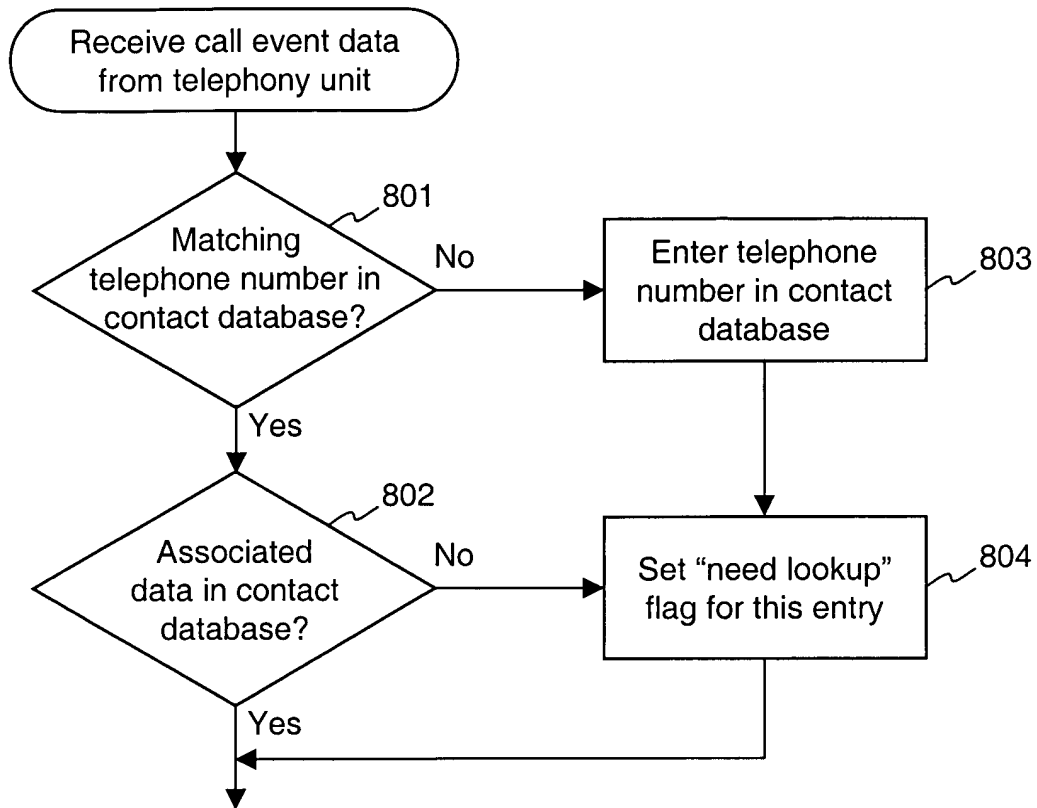 Receive call event data
from telephony unit
801
Matching
telephone number in
contact database?
No
Enter telephone
number in contact
database
803
Yes
802
Associated
data in contact
database?
No
Set “need lookup”
flag for this entry
804
Yes